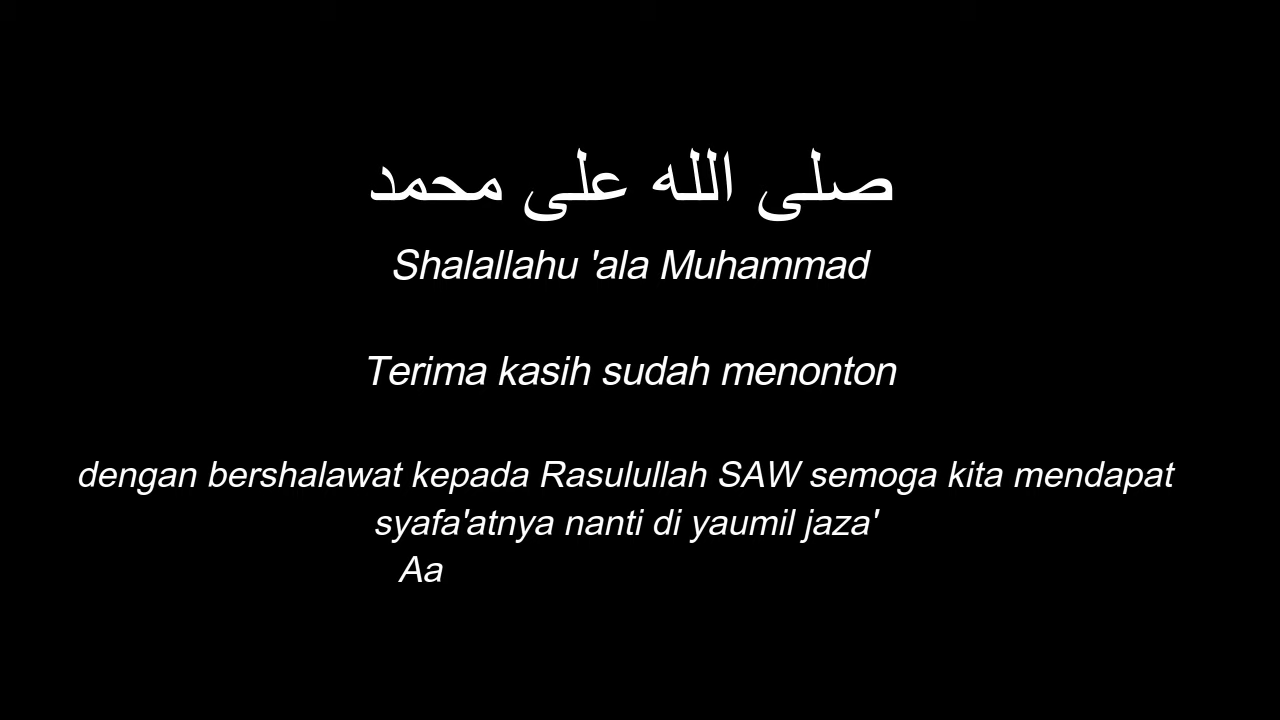 صلى الله على محمد
Shalallahu 'ala Muhammad
Terima kasih sudah menonton
dengan bershalawat kepada Rasulullah SAW semoga kita mendapat
syafa'atnya nanti di yaumil jaza'
Aa